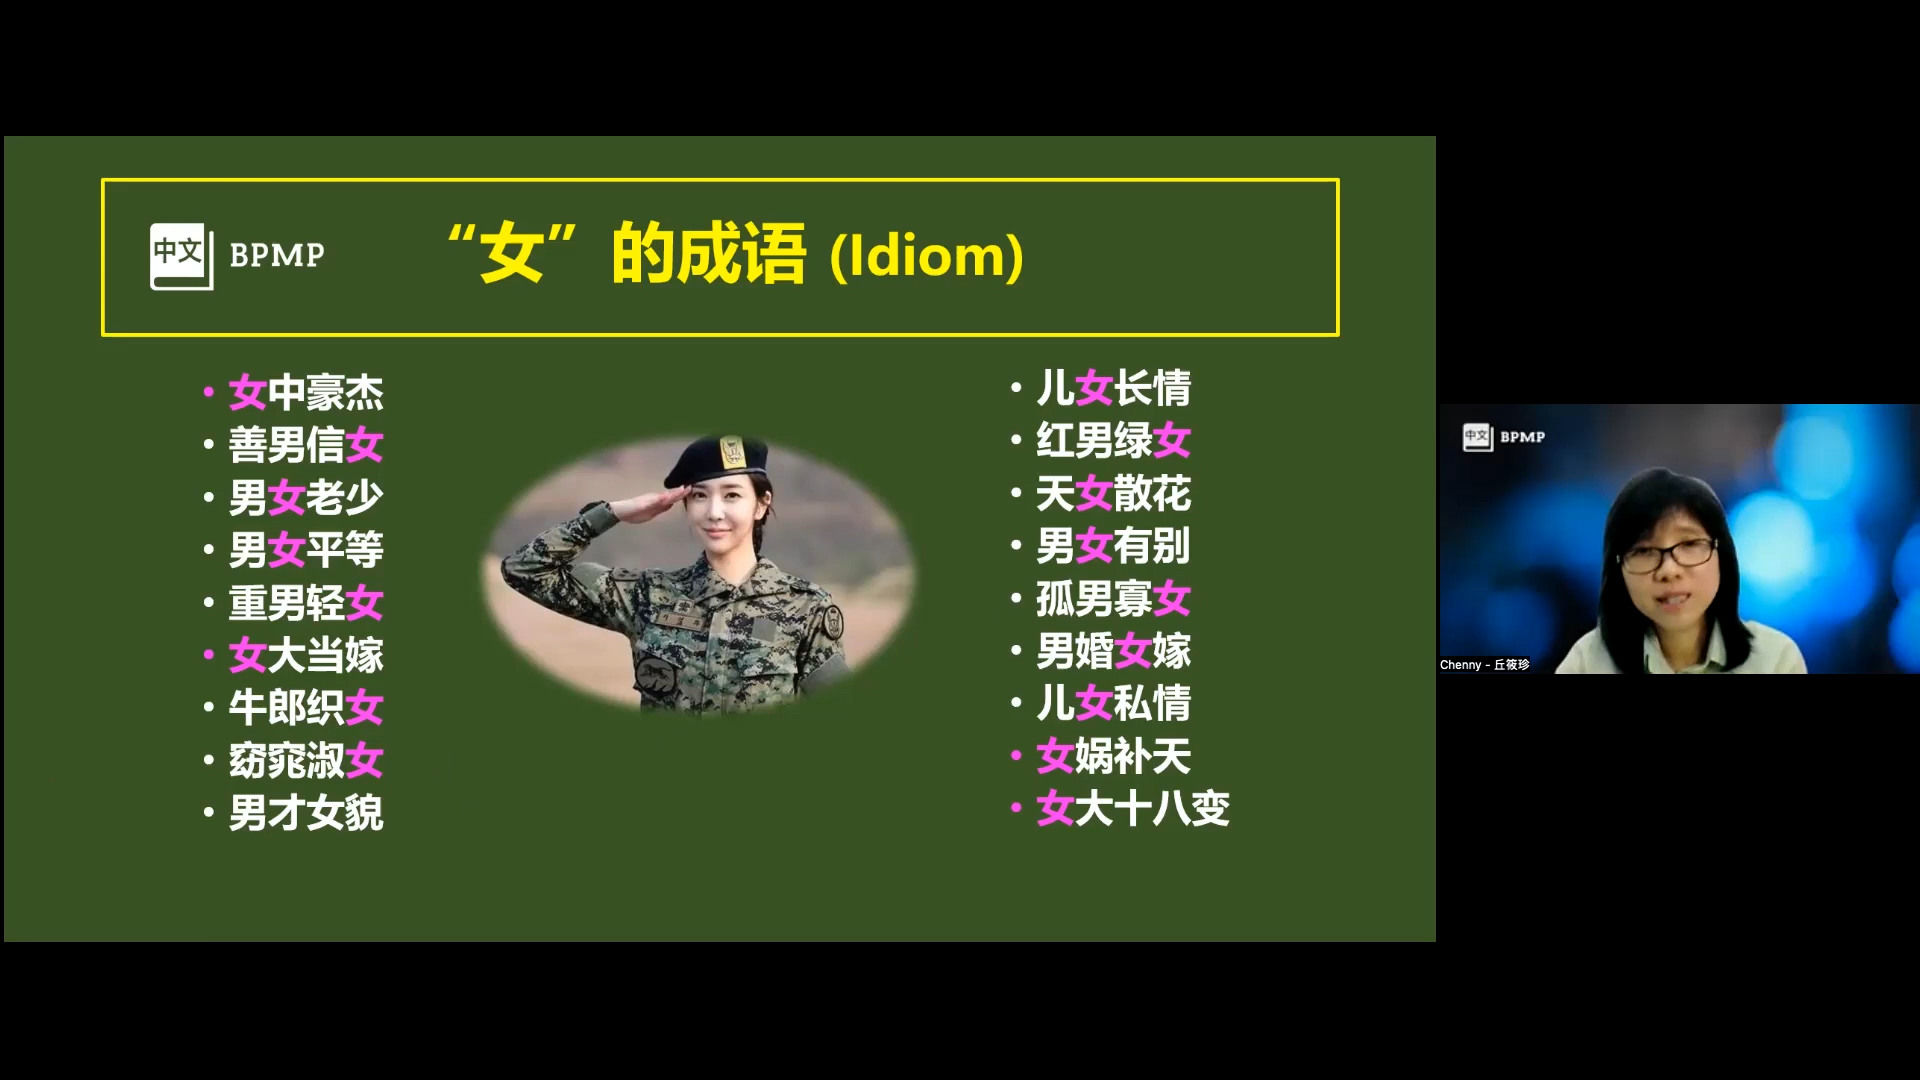 中文 BPMP
“女”的成语 (Idiom)
• 女中豪杰
• 善男信女
• 男女老少
• 男女平等
• 重男轻女
• 女大当嫁
• 牛郎织女
• 窈窕淑女
• 男才女貌
• 儿女长情
• 红男绿女
• 天女散花
• 男女有别
• 孤男寡女
• 男婚女嫁
• 儿女私情
• 女娲补天
• 女大十八变
中文 BPMP
Chenny - 丘筱珍